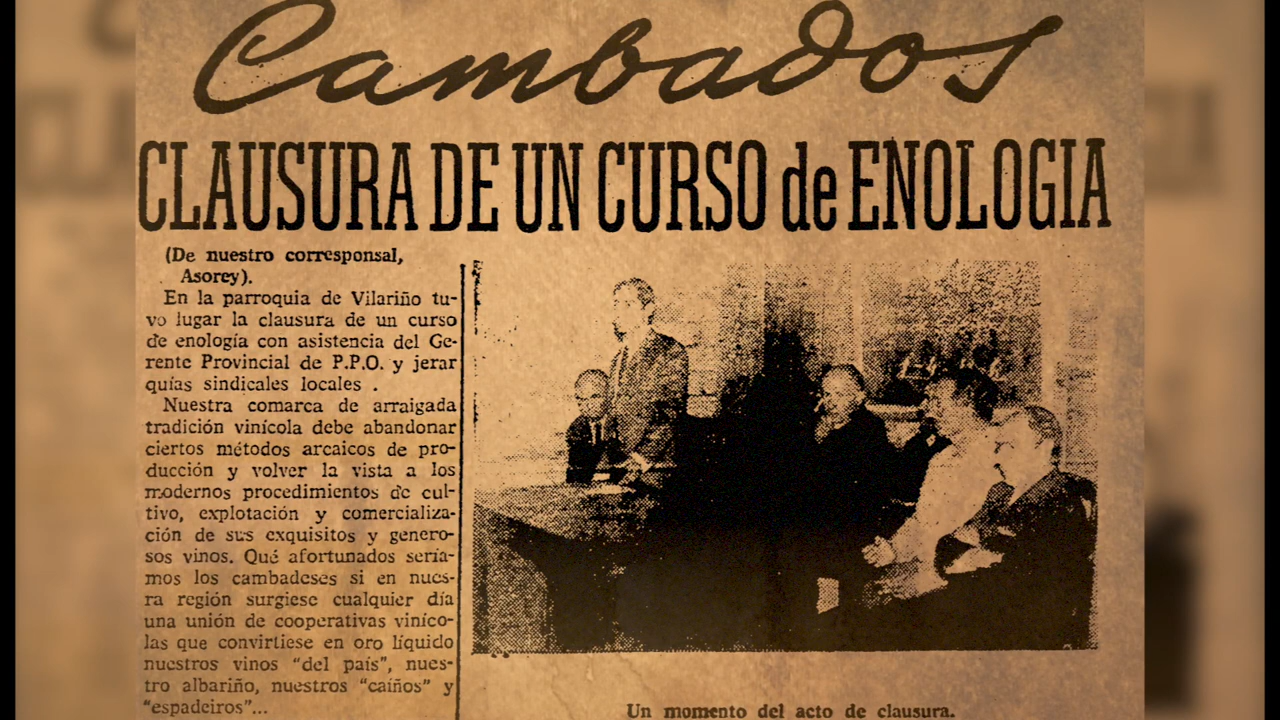 Cambados
CLAUSURA DE UN CURSO de ENOLOGIA
(De nuestro corresponsal,
Asorey).
En la parroquia de Vilariño tu-
vo lugar la clausura de un curso
de enología con asistencia del Ge-
rente Provincial de P.P.O. y jerar
quías sindicales locales .
Nuestra comarca de arraigada
tradición vinícola debe abandonar
ciertos métodos arcaicos de pro-
ducción y volver la vista a los
modernos procedimientos de cul-
tivo, explotación y comercializa-
ción de sus exquisitos y genero-
sos vinos. Qué afortunados sería-
mos los cambadeses si en nues-
ra región surgiese cualquier día
una unión de cooperativas viníco-
las que convirtiese en oro líquido
nuestros vinos "del país", nues-
tro albariño, nuestros "caíños" y
"espadeiros"...
Un momento del acto de clausura.